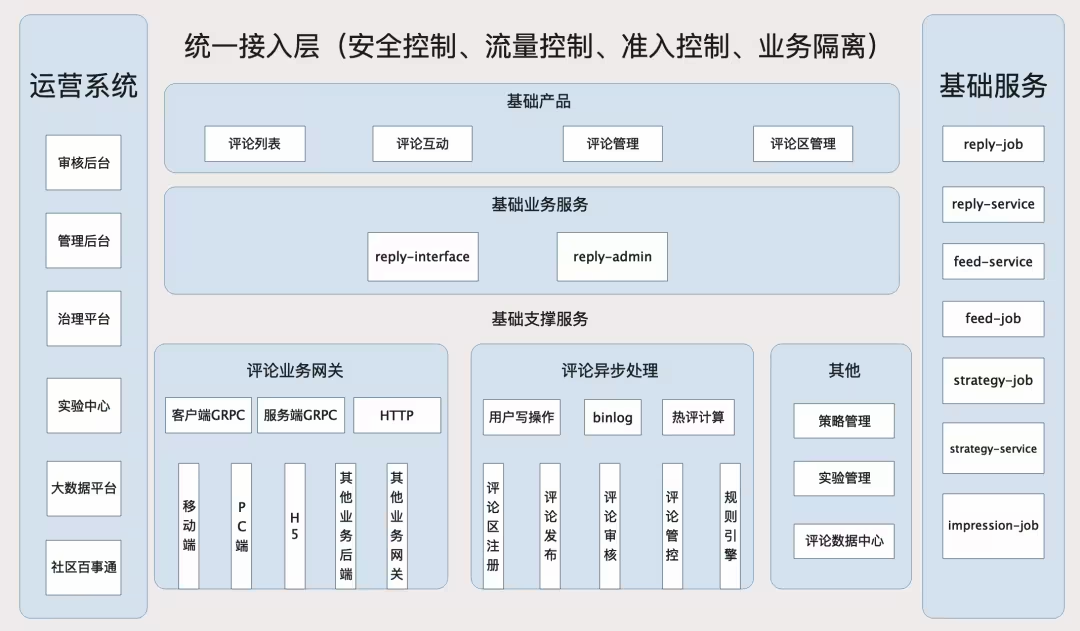 统一接入层（安全控制、流量控制、准入控制、业务隔离）
运营系统
审核后台
管理后台
治理平台
实验中心
大数据平台
社区百事通
基础产品
评论列表
评论互动
评论管理
评论区管理
基础业务服务
reply-interface
reply-admin
基础支撑服务
评论业务网关
客户端GRPC
服务端GRPC
HTTP
移动端
PC端
H5
其他业务后端
其他业务网关
评论异步处理
用户写操作
binlog
热评计算
评论区注册
评论发布
评论审核
评论管控
规则引擎
其他
策略管理
实验管理
评论数据中心
基础服务
reply-job
reply-service
feed-service
feed-job
strategy-job
strategy-service
impression-job